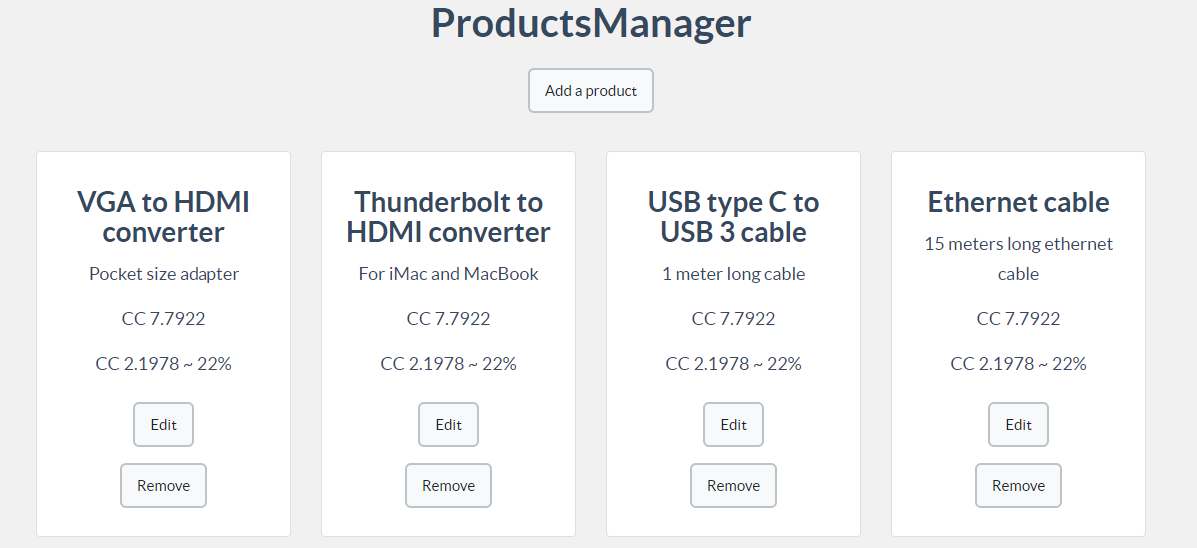 ProductsManager
Add a product
VGA to HDMI
converter
Pocket size adapter
CC 7.7922
CC 2.1978 ~ 22%
Edit
Remove
Thunderbolt to
HDMI converter
For iMac and MacBook
CC 7.7922
CC 2.1978 ~ 22%
Edit
Remove
USB type C to
USB 3 cable
1 meter long cable
CC 7.7922
CC 2.1978 ~ 22%
Edit
Remove
Ethernet cable
15 meters long ethernet
cable
CC 7.7922
CC 2.1978 ~ 22%
Edit
Remove